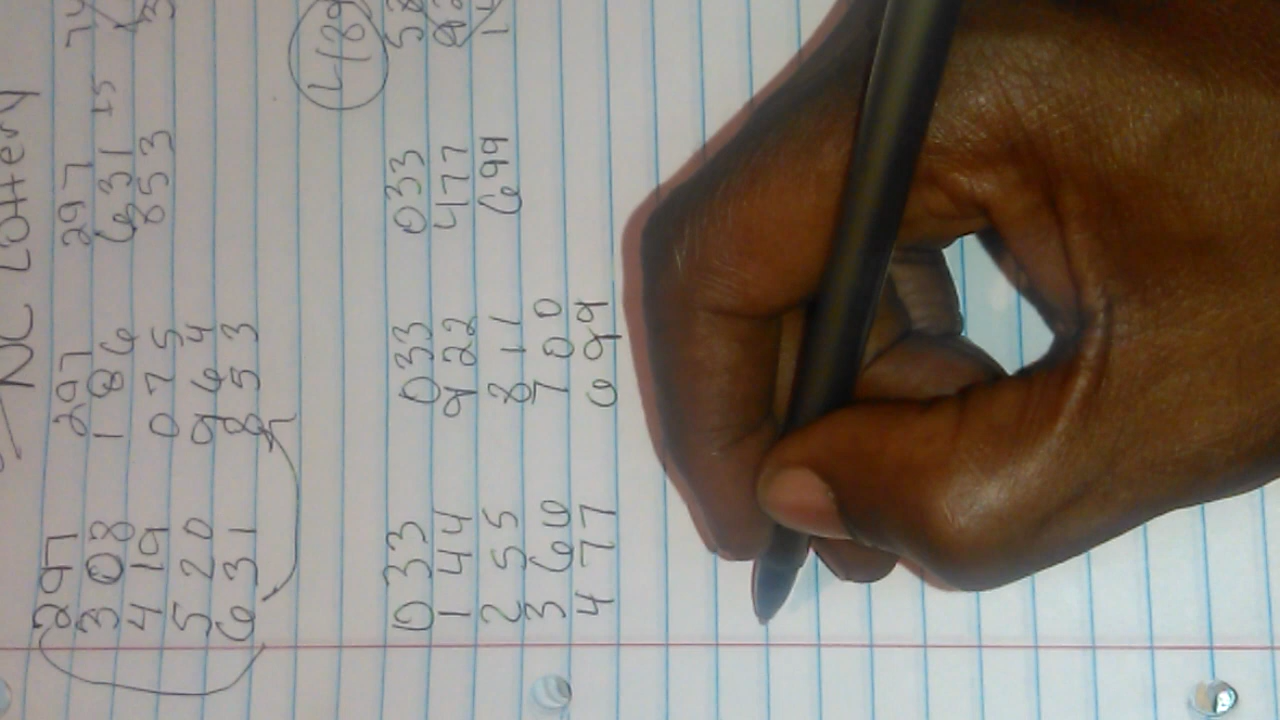 NC Lottery
297 297 297
308 186 631
419 075 853
520 964
631 853
489
033 033 033
144 922 477
255 811 699
366 700
477 699